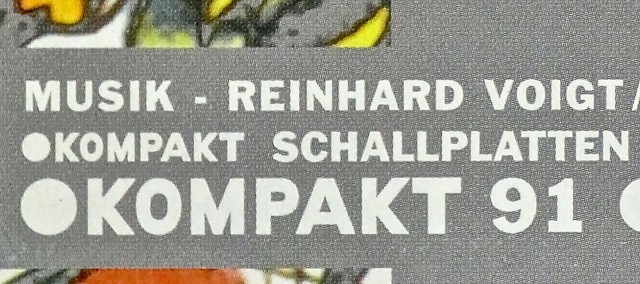 MUSIK - REINHARD VOIGT/
●KOMPAKT SCHALLPLATTEN
●KOMPAKT 91 ●